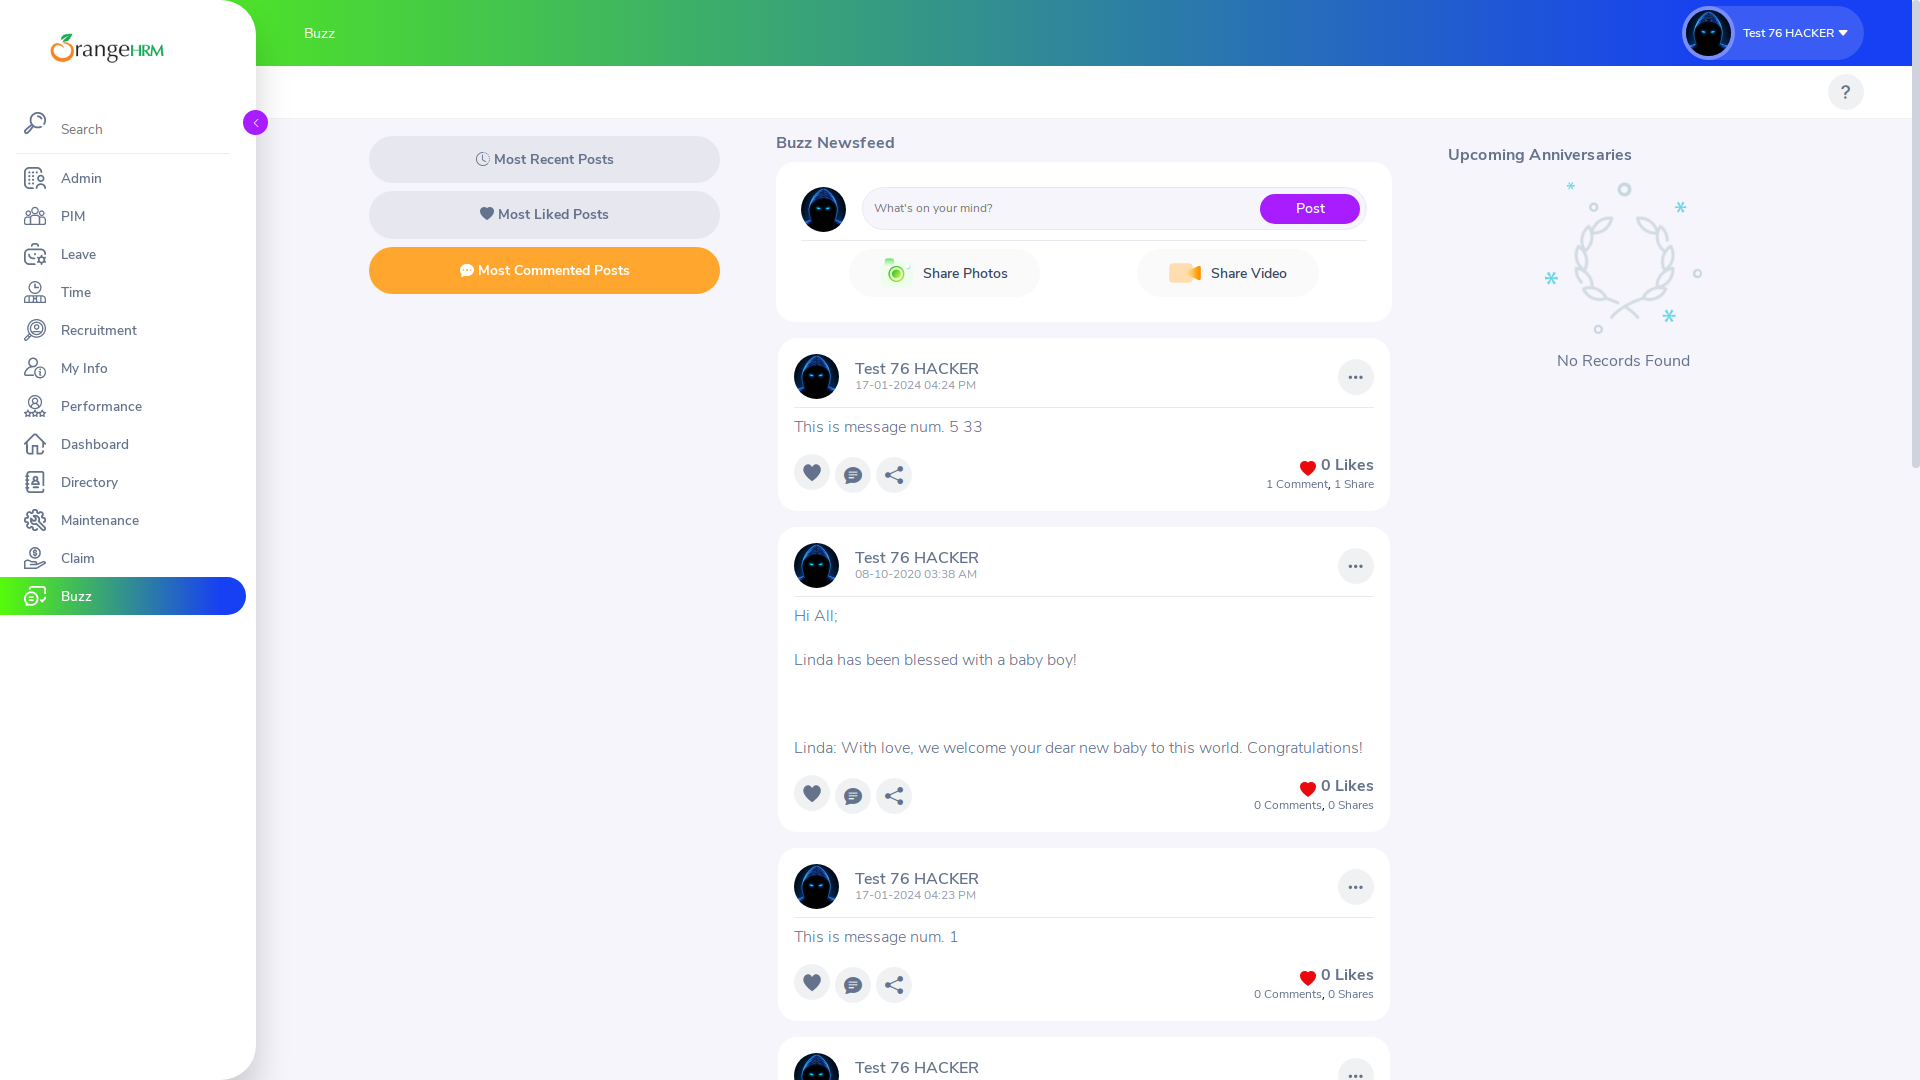 Buzz
Test 76 HACKER
OrangeHRM
Search
Admin
PIM
Leave
Time
Recruitment
My Info
Performance
Dashboard
Directory
Maintenance
Claim
Buzz
?
Most Recent Posts
Most Liked Posts
Most Commented Posts
Buzz Newsfeed
What's on your mind?
Post
Share Photos
Share Video
Test 76 HACKER
17-01-2024 04:24 PM
This is message num. 5 33
0 Likes
1 Comment, 1 Share
Test 76 HACKER
08-10-2020 03:38 AM
Hi All;
Linda has been blessed with a baby boy!
Linda: With love, we welcome your dear new baby to this world. Congratulations!
0 Likes
0 Comments, 0 Shares
Test 76 HACKER
17-01-2024 04:23 PM
This is message num. 1
0 Likes
0 Comments, 0 Shares
Test 76 HACKER
Upcoming Anniversaries
No Records Found